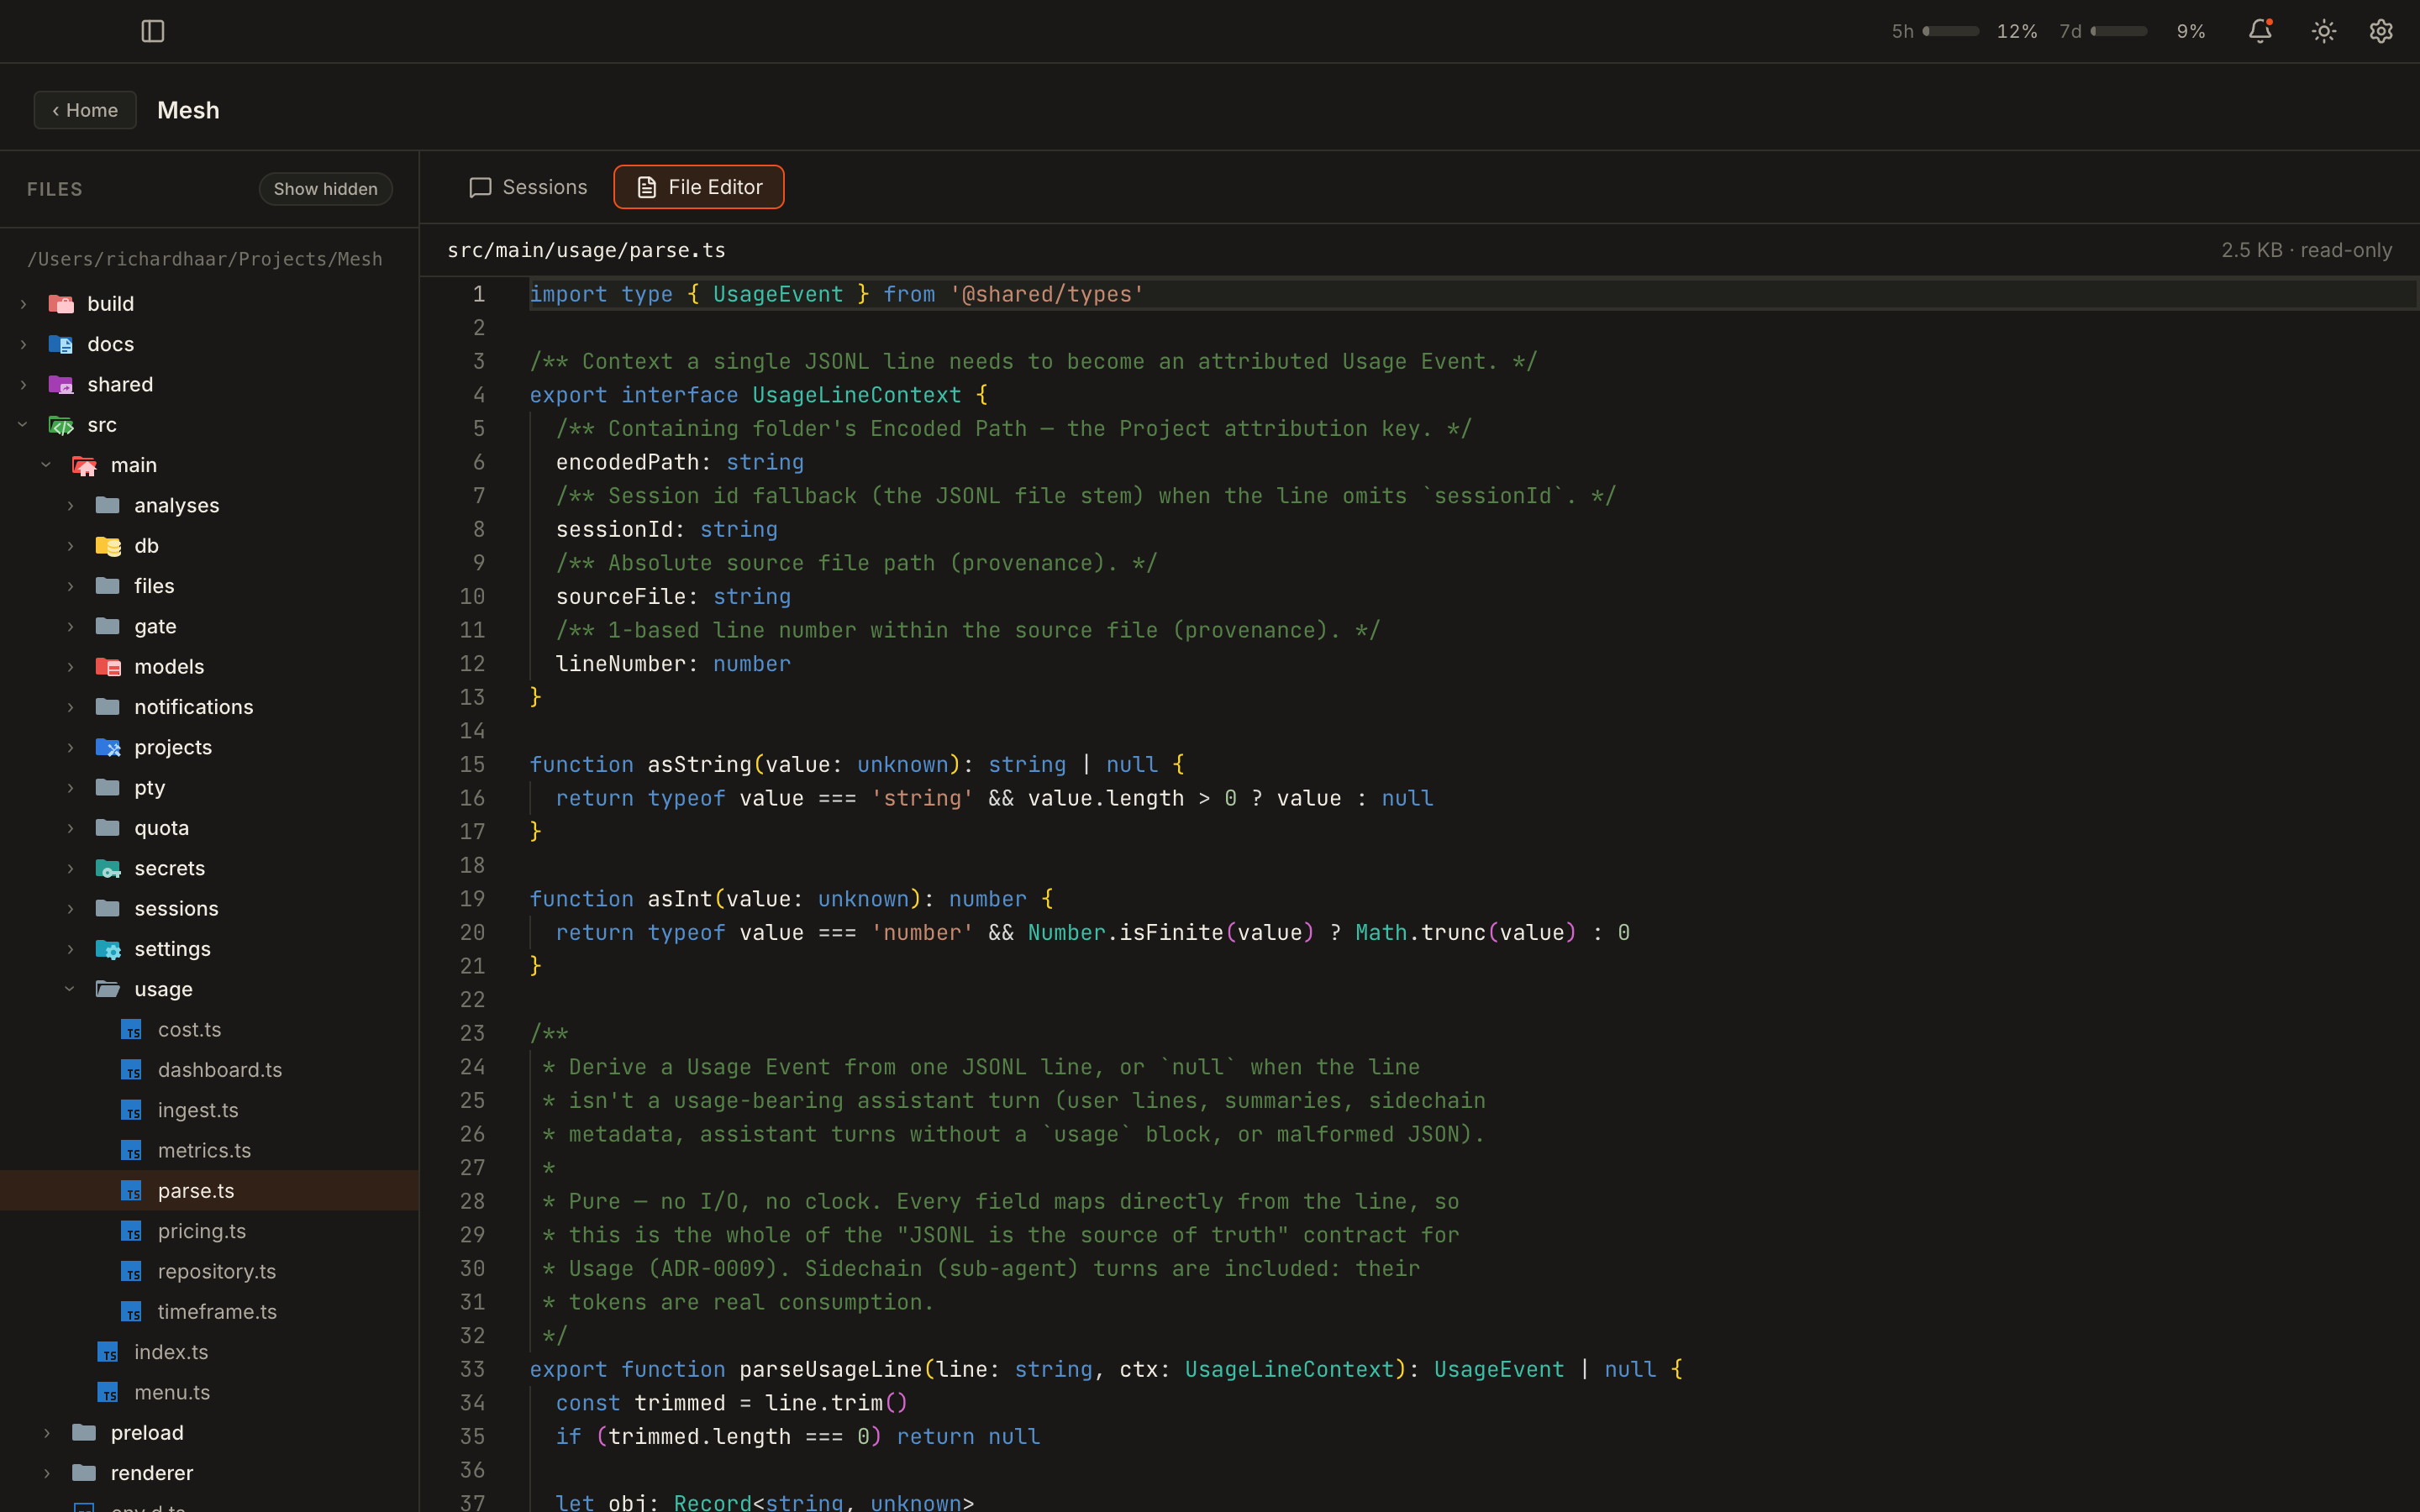 5h 12% 7d 9%
‹ Home Mesh
FILES Show hidden
/Users/richardhaar/Projects/Mesh
build
docs
shared
src
main
analyses
db
files
gate
models
notifications
projects
pty
quota
secrets
sessions
settings
usage
TS cost.ts
TS dashboard.ts
TS ingest.ts
TS metrics.ts
TS parse.ts
TS pricing.ts
TS repository.ts
TS timeframe.ts
TS index.ts
TS menu.ts
preload
renderer
Sessions File Editor
src/main/usage/parse.ts 2.5 KB · read-only
1 import type { UsageEvent } from '@shared/types'
2
3 /** Context a single JSONL line needs to become an attributed Usage Event. */
4 export interface UsageLineContext {
5 /** Containing folder's Encoded Path — the Project attribution key. */
6 encodedPath: string
7 /** Session id fallback (the JSONL file stem) when the line omits `sessionId`. */
8 sessionId: string
9 /** Absolute source file path (provenance). */
10 sourceFile: string
11 /** 1-based line number within the source file (provenance). */
12 lineNumber: number
13 }
14
15 function asString(value: unknown): string | null {
16 return typeof value === 'string' && value.length > 0 ? value : null
17 }
18
19 function asInt(value: unknown): number {
20 return typeof value === 'number' && Number.isFinite(value) ? Math.trunc(value) : 0
21 }
22
23 /**
24 * Derive a Usage Event from one JSONL line, or `null` when the line
25 * isn't a usage-bearing assistant turn (user lines, summaries, sidechain
26 * metadata, assistant turns without a `usage` block, or malformed JSON).
27 *
28 * Pure — no I/O, no clock. Every field maps directly from the line, so
29 * this is the whole of the "JSONL is the source of truth" contract for
30 * Usage (ADR-0009). Sidechain (sub-agent) turns are included: their
31 * tokens are real consumption.
32 */
33 export function parseUsageLine(line: string, ctx: UsageLineContext): UsageEvent | null {
34 const trimmed = line.trim()
35 if (trimmed.length === 0) return null
36
37 let obj: Record<string, unknown>